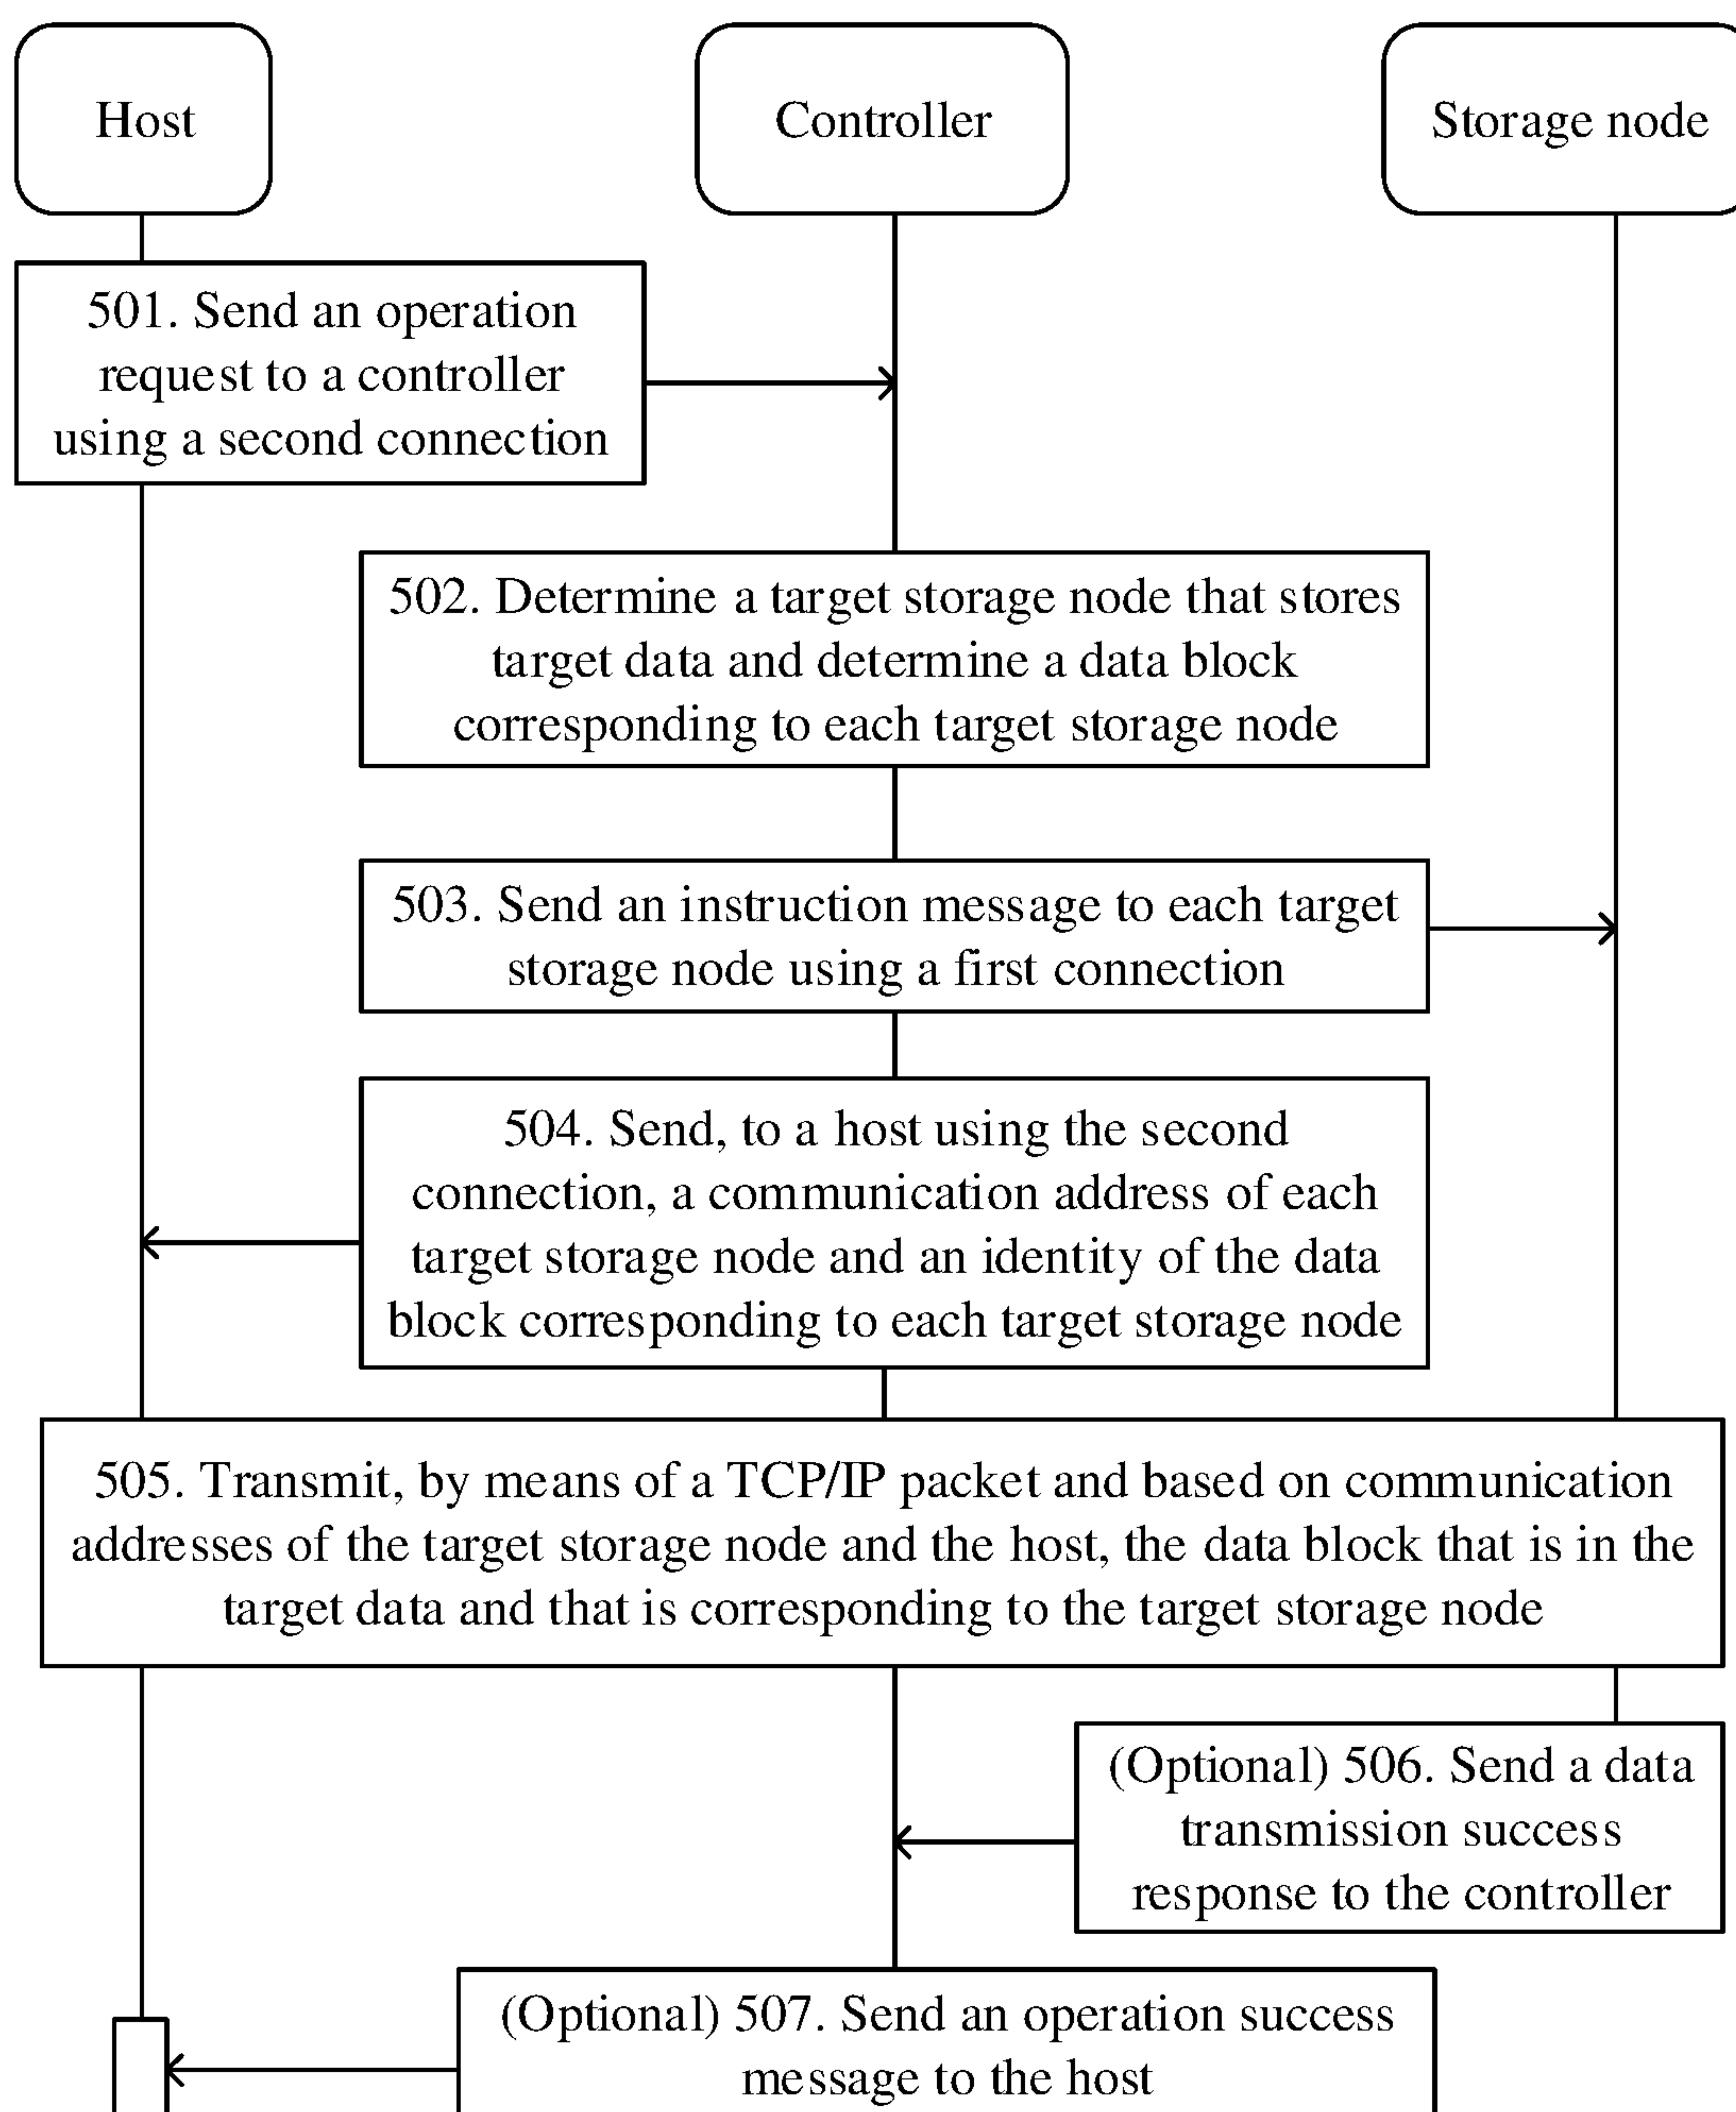 Host
Controller
Storage node
501. Send an operation
request to a controller
using a second connection
502. Determine a target storage node that stores
target data and determine a data block
corresponding to each target storage node
503. Send an instruction message to each target
storage node using a first connection
504. Send, to a host using the second
connection, a communication address of each
target storage node and an identity of the data
block corresponding to each target storage node
505. Transmit, by means of a TCP/IP packet and based on communication
addresses of the target storage node and the host, the data block that is in the
target data and that is corresponding to the target storage node
(Optional) 506. Send a data
transmission success
response to the controller
(Optional) 507. Send an operation success
message to the host